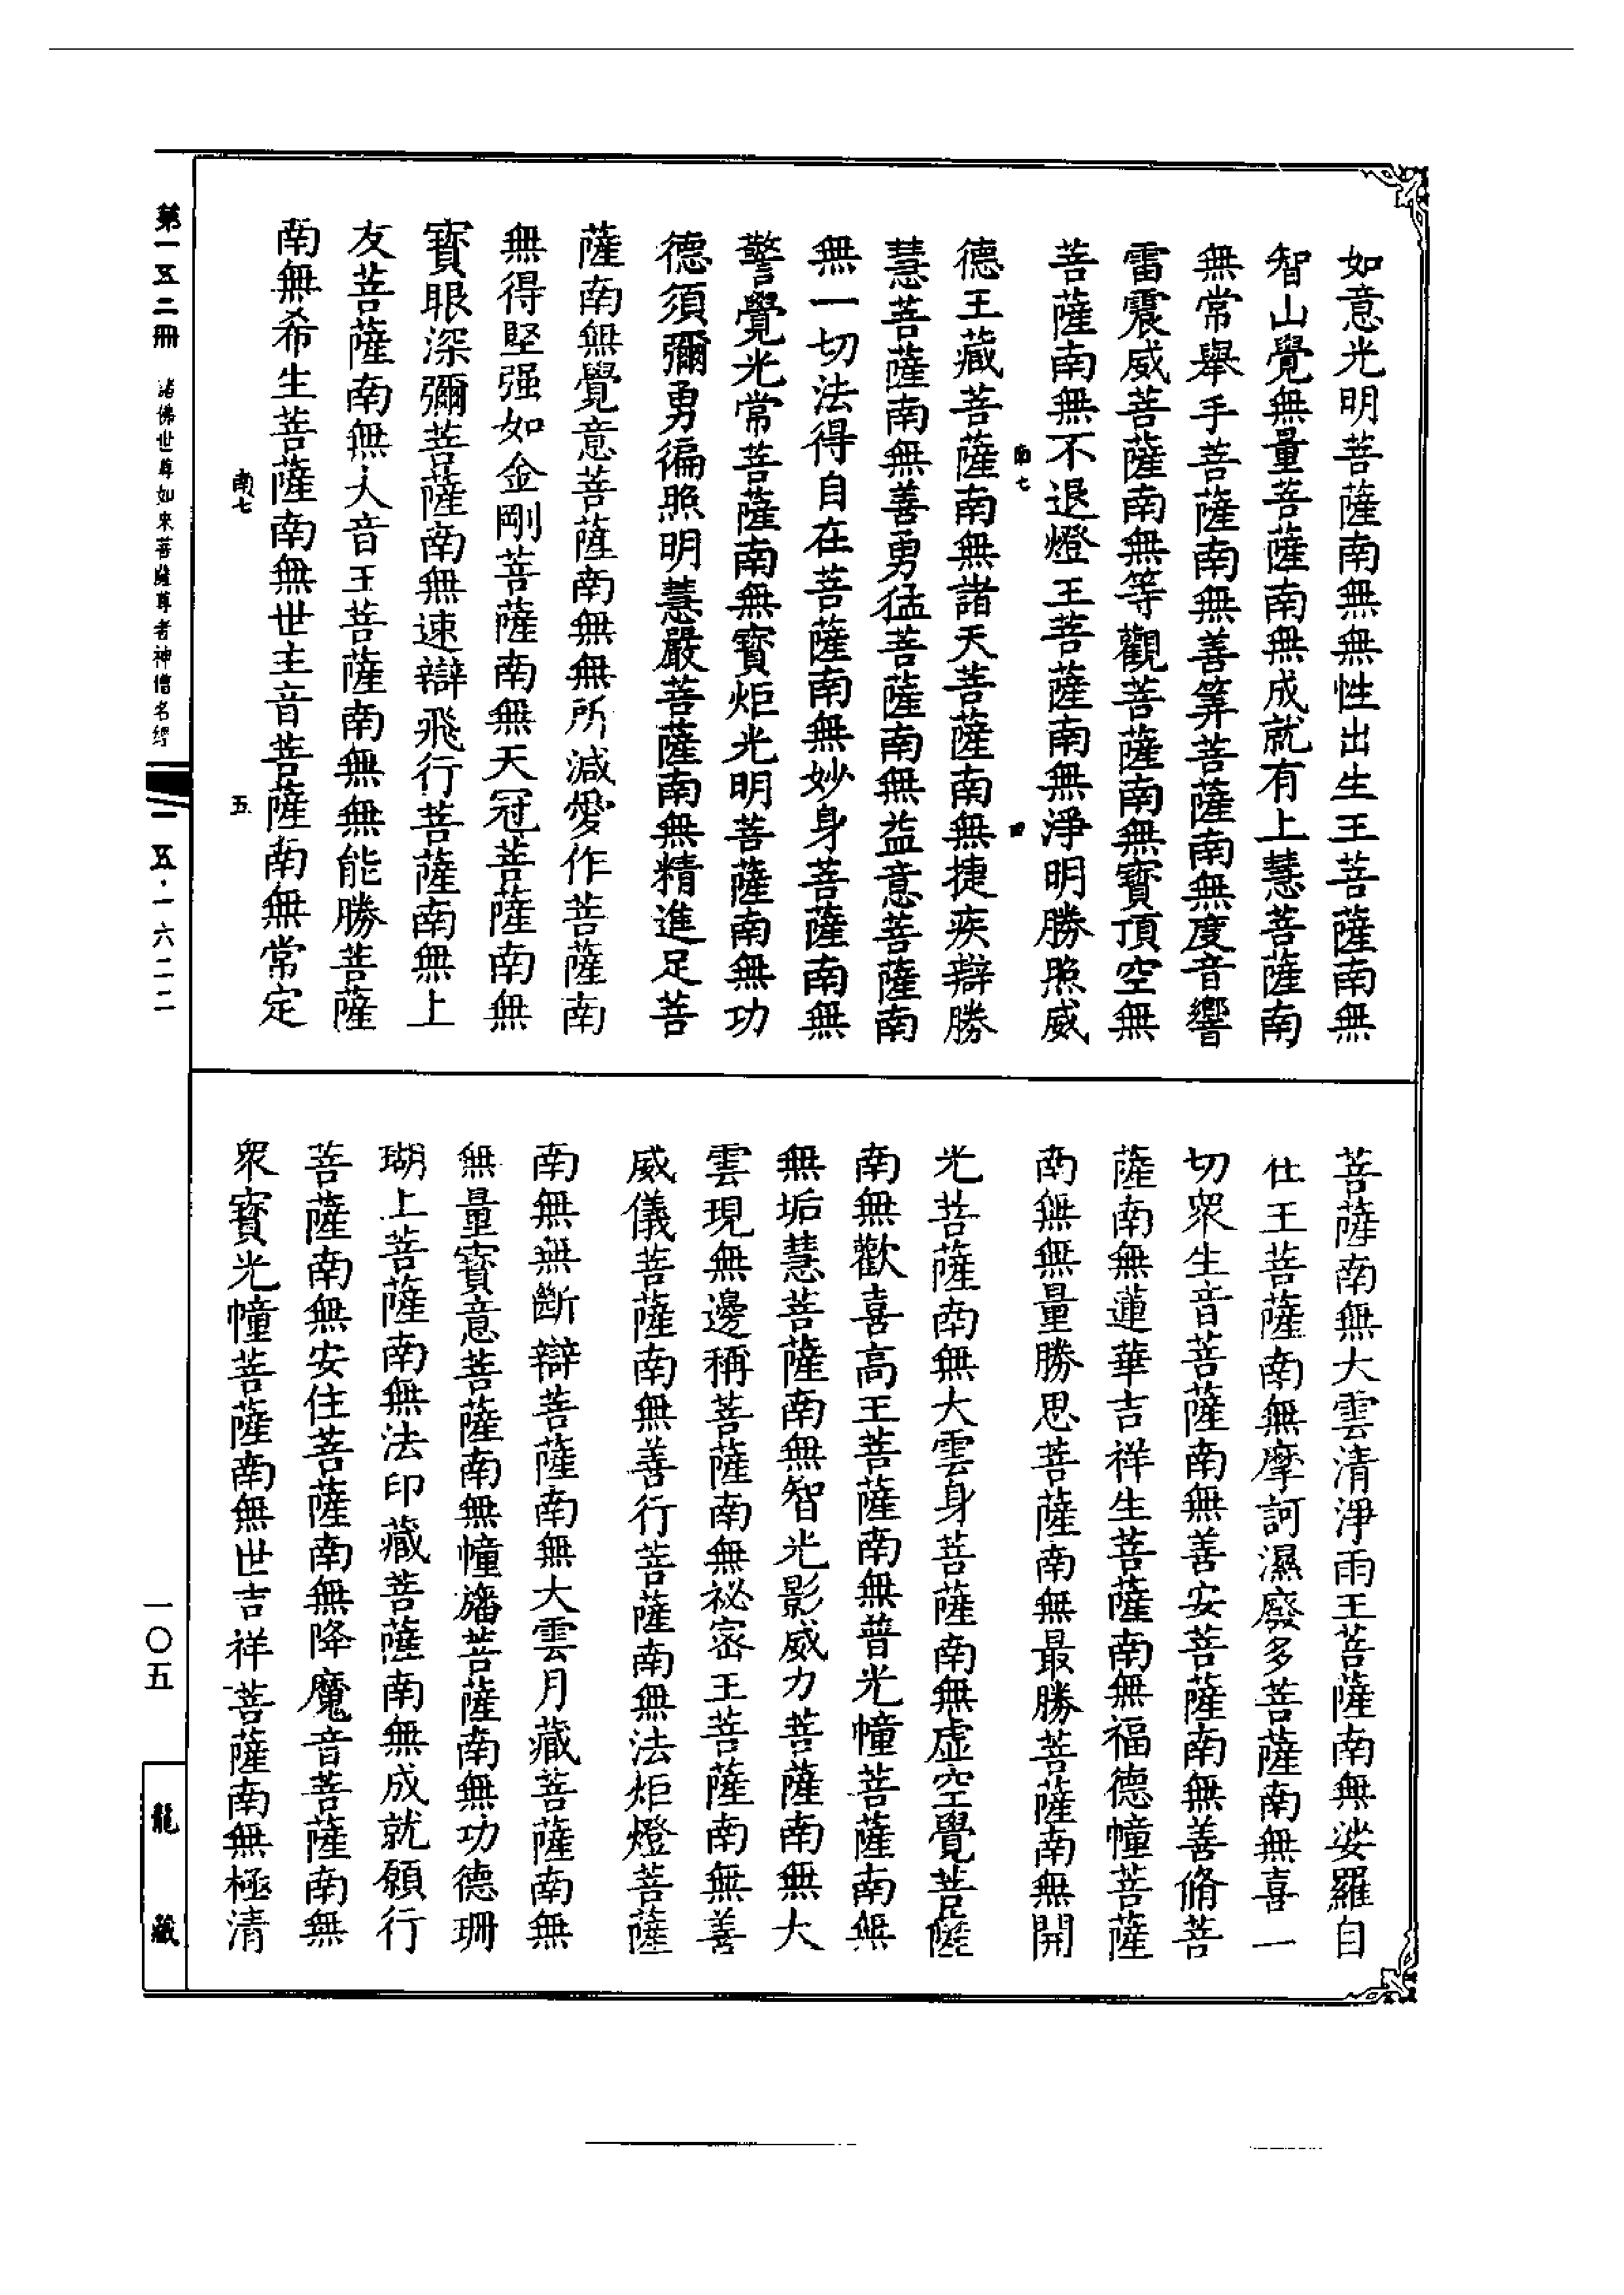 如意光明菩薩南無無性出生王菩薩南無
智山覺無量菩薩南無成就有上慧菩薩南
無常舉手菩薩南無善筭菩薩南無度音響
雷震威菩薩南無等觀菩薩南無寶頂空無
菩薩南無不退燈王菩薩南無淨明勝照威
南七
四
德王藏菩薩南無諸天菩薩南無捷疾辯勝
慧菩薩南無善勇猛菩薩南無益意菩薩南
無一切法得自在菩薩南無妙身菩薩南無
警覺光常菩薩南無寶炬光明菩薩南無功
德須彌勇徧照明慧嚴菩薩南無精進足菩
薩南無覺意菩薩南無無所減愛作菩薩南
無得堅强如金剛菩薩南無天冠菩薩南無
寶眼深彌菩薩南無速辯飛行菩薩南無上
友菩薩南無人音王菩薩南無無能勝菩薩
南無希生菩薩南無世主音菩薩南無常定
南七
五
菩薩南無大雲清淨雨王菩薩南無娑羅自
在王菩薩南無摩訶濕廢多菩薩南無喜一
切眾生音菩薩南無善安菩薩南無善脩菩
薩南無蓮華吉祥生菩薩南無福德幢菩薩
南無無量勝思菩薩南無最勝菩薩南無開
光菩薩南無大雲身菩薩南無虛空覺菩薩
南無歡喜高王菩薩南無普光幢菩薩南無
無垢慧菩薩南無智光影威力菩薩南無大
雲現無邊稱菩薩南無祕密王菩薩南無善
威儀菩薩南無善行菩薩南無法炬燈菩薩
南無無斷辯菩薩南無大雲月藏菩薩南無
無量寶意菩薩南無幢旛菩薩南無功德珊
瑚上菩薩南無法印藏菩薩南無成就願行
菩薩南無安住菩薩南無降魔音菩薩南無
眾寶光幢菩薩南無世吉祥菩薩南無極清
第一五二冊 諸佛世尊如來菩薩尊者神僧名經
一五·一六二二
一〇五
龍藏